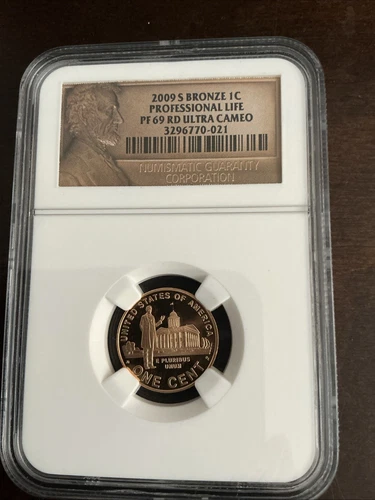 2009 S BRONZE 1C
PROFESSIONAL LIFE
PF 69 RD ULTRA CAMEO
3296770-021
NUMISMATIC GUARANTY
CORPORATION
UNITED STATES OF AMERICA
E PLURIBUS
UNUM
ONE CENT